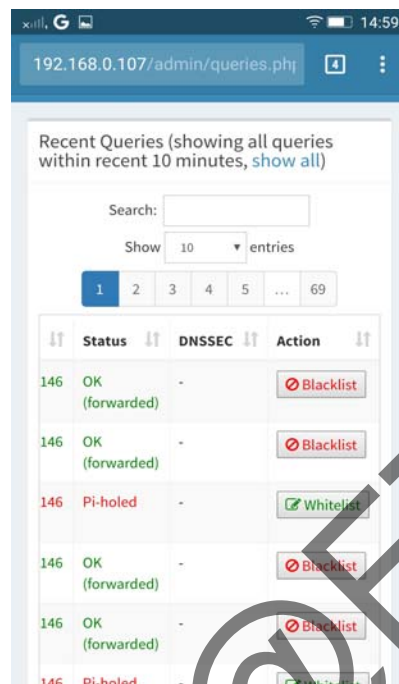 G 14:59
192.168.0.107/admin/queries.php 4
Recent Queries (showing all queries
within recent 10 minutes, show all)
Search:
Show 10 entries
1 2 3 4 5 ... 69
Status DNSSEC Action
146 OK - Blacklist
(forwarded)
146 OK - Blacklist
(forwarded)
146 Pi-holed - Whitelist
146 OK - Blacklist
(forwarded)
146 OK - Blacklist
(forwarded)
146 Pi-holed - Whitelist